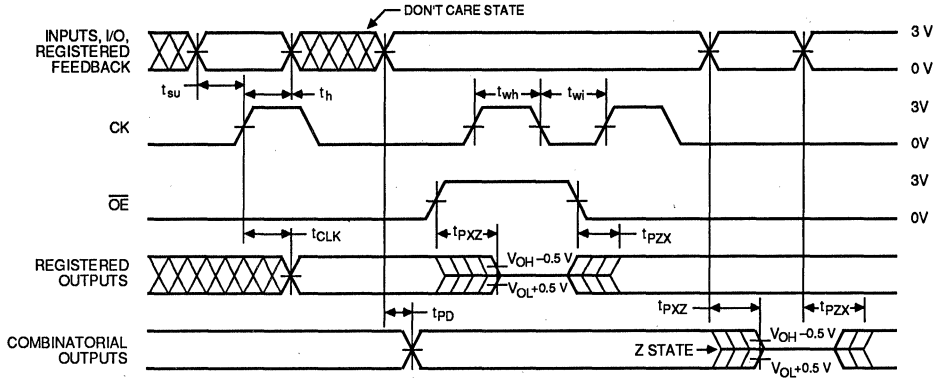 DON'T CARE STATE
INPUTS, I/O,
REGISTERED
FEEDBACK
3 V
0 V
tsu
th
twh
twi
CK
3V
0V
OE
3V
0V
tCLK
tPXZ
tPZX
REGISTERED
OUTPUTS
VOH–0.5 V
VOL+0.5 V
tPD
tPXZ
tPZX
COMBINATORIAL
OUTPUTS
Z STATE
VOH–0.5 V
VOL+0.5 V